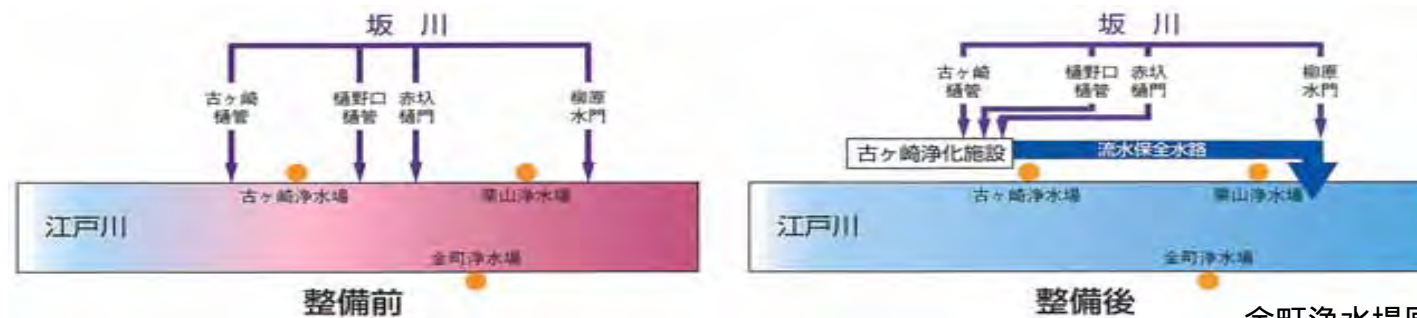 坂 川
古ヶ崎
樋管
樋野口
樋管
赤圦
樋門
柳原
水門
古ヶ崎浄水場
栗山浄水場
江戸川
金町浄水場
整備前
坂 川
古ヶ崎
樋管
樋野口
樋管
赤圦
樋門
柳原
水門
古ヶ崎浄化施設
流水保全水路
古ヶ崎浄水場
栗山浄水場
江戸川
金町浄水場
整備後